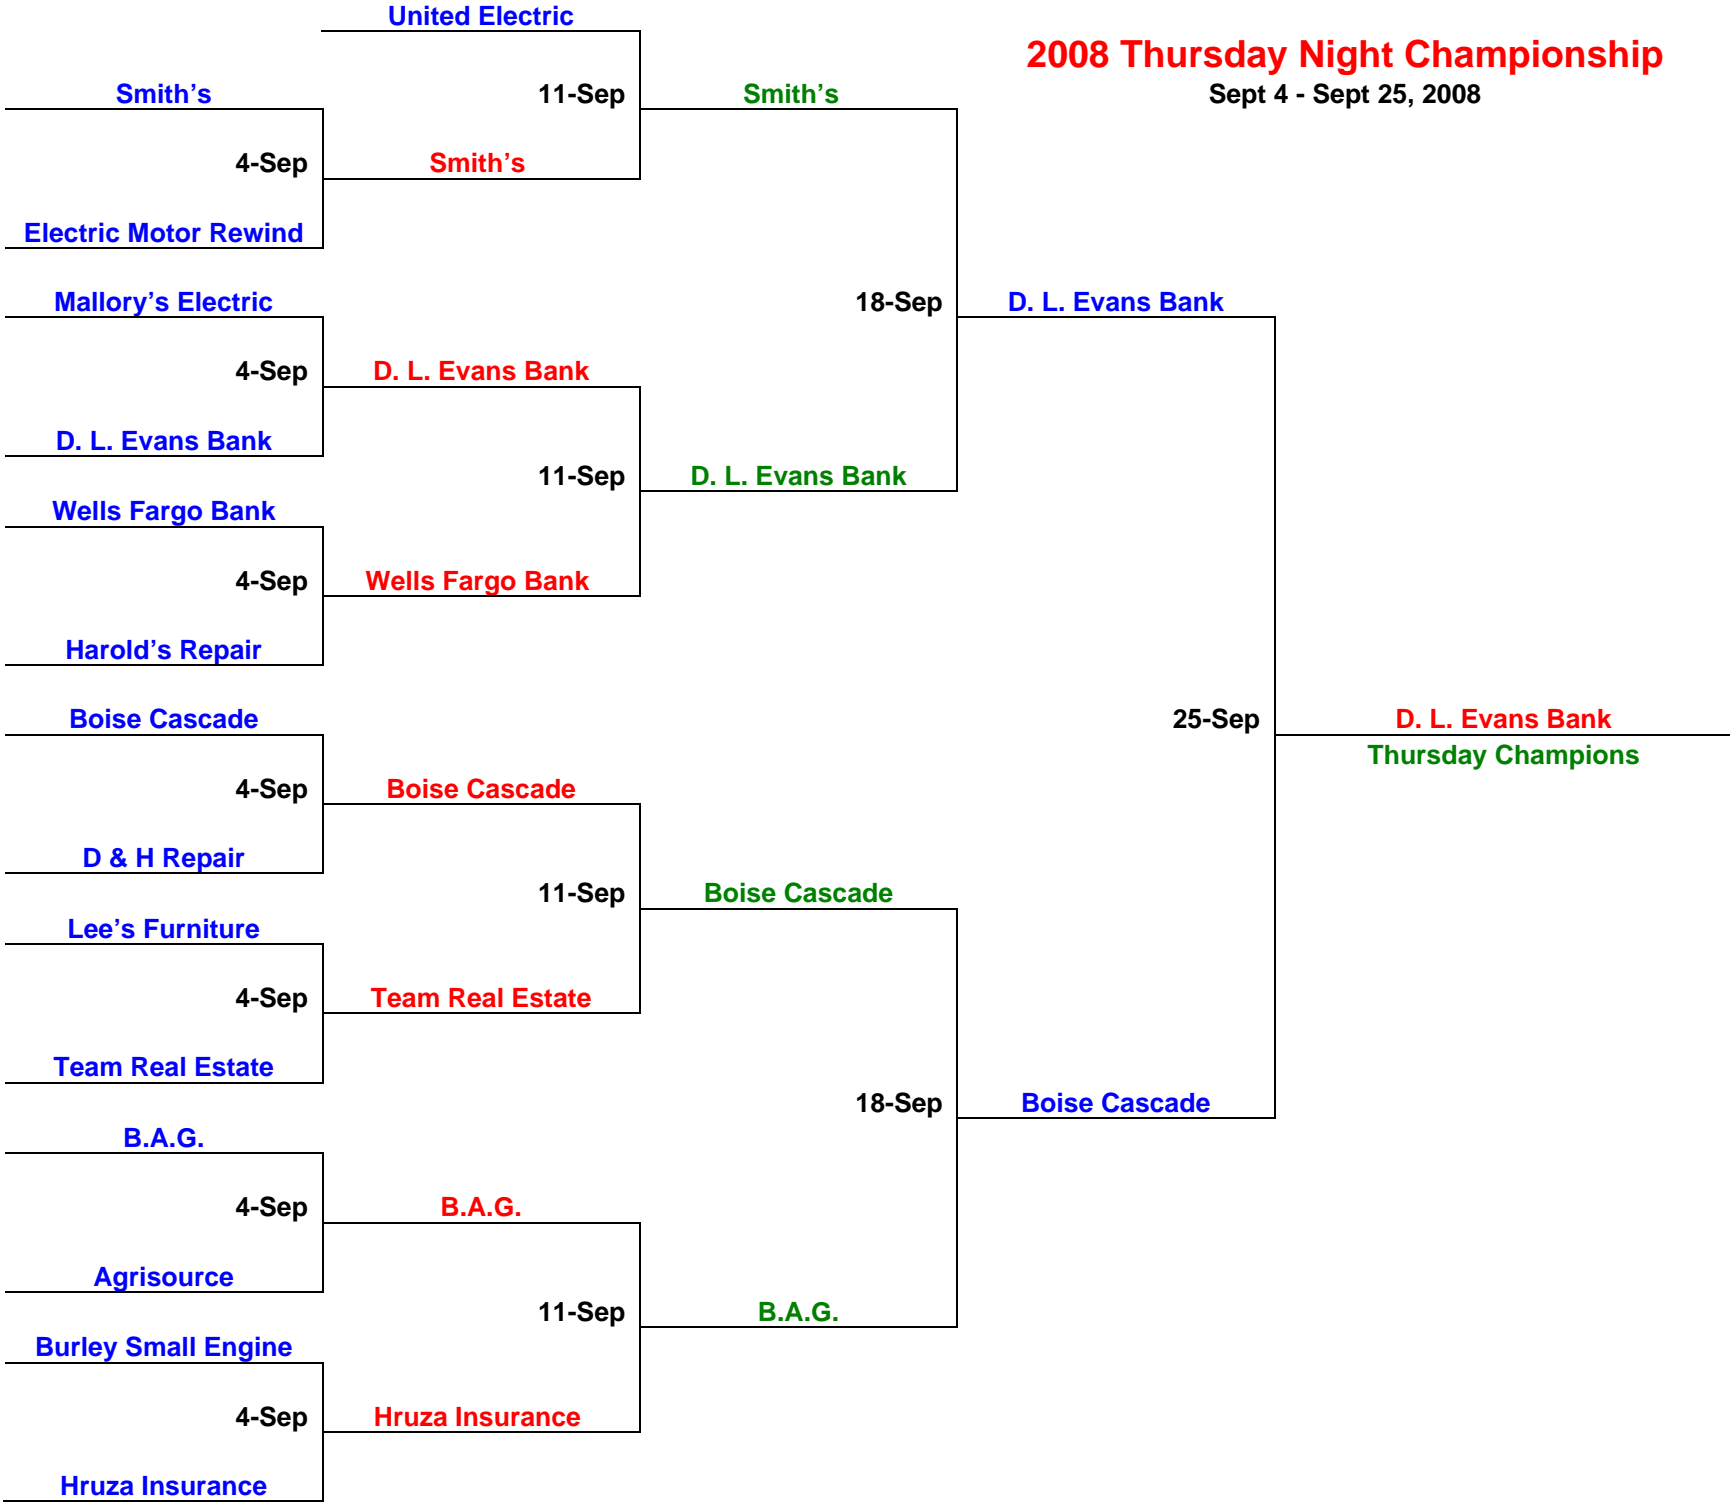 United Electric
2008 Thursday Night Championship
Smith’s
11-Sep
Smith’s
Sept 4 - Sept 25, 2008
4-Sep
Smith’s
Electric Motor Rewind
Mallory’s Electric
18-Sep
D. L. Evans Bank
4-Sep
D. L. Evans Bank
D. L. Evans Bank
11-Sep
D. L. Evans Bank
Wells Fargo Bank
4-Sep
Wells Fargo Bank
Harold’s Repair
Boise Cascade
25-Sep
D. L. Evans Bank
Thursday Champions
4-Sep
Boise Cascade
D & H Repair
11-Sep
Boise Cascade
Lee’s Furniture
4-Sep
Team Real Estate
Team Real Estate
18-Sep
Boise Cascade
B.A.G.
4-Sep
B.A.G.
Agrisource
11-Sep
B.A.G.
Burley Small Engine
4-Sep
Hruza Insurance
Hruza Insurance